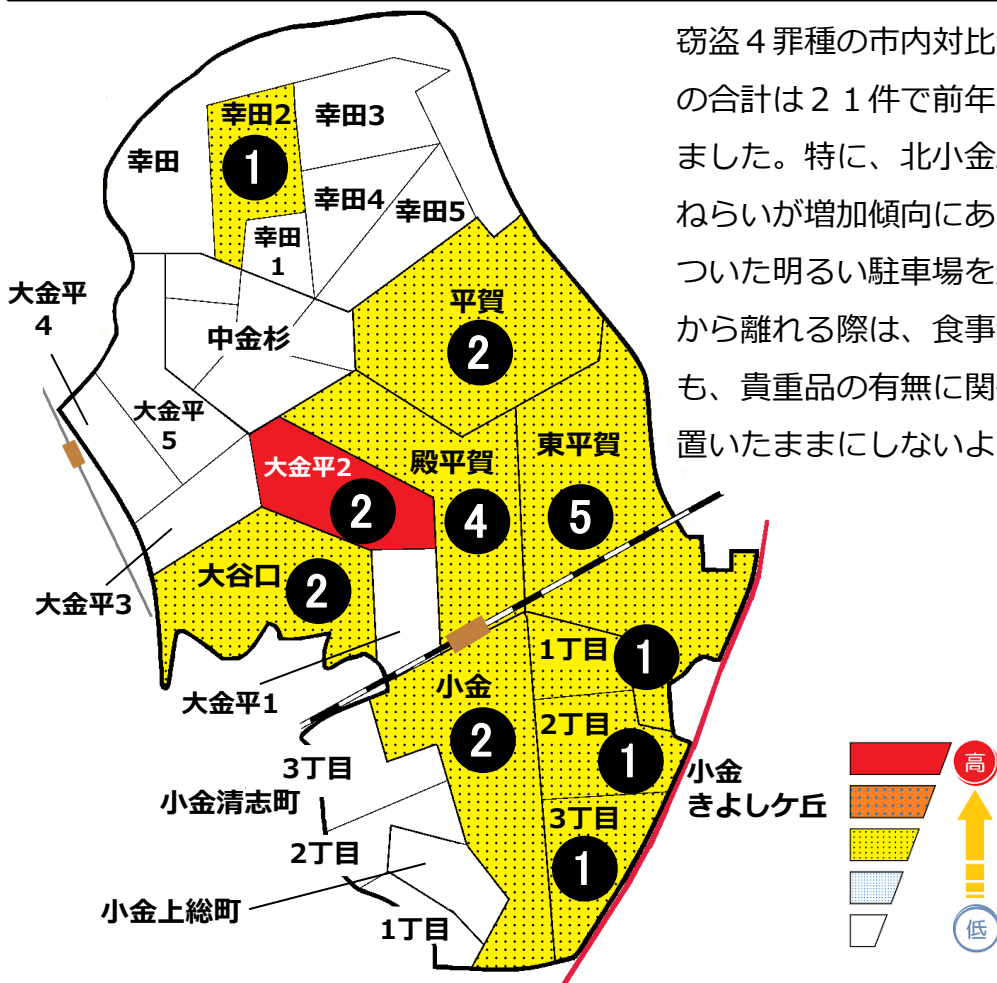 窃盗４罪種の市内対比
の合計は２１件で前年
ました。特に、北小金
ねらいが増加傾向にあ
ついた明るい駐車場を
から離れる際は、食事
も、貴重品の有無に関
置いたままにしないよ
幸田2
1
幸田3
幸田
幸田4
幸田5
幸田
1
大金平
4
中金杉
平賀
2
大金平
5
大金平2
2
殿平賀
4
東平賀
5
大谷口
2
大金平3
大金平1
小金
2
1丁目
1
2丁目
1
3丁目
1
小金
きよしケ丘
3丁目
小金清志町
2丁目
小金上総町
1丁目
高
低